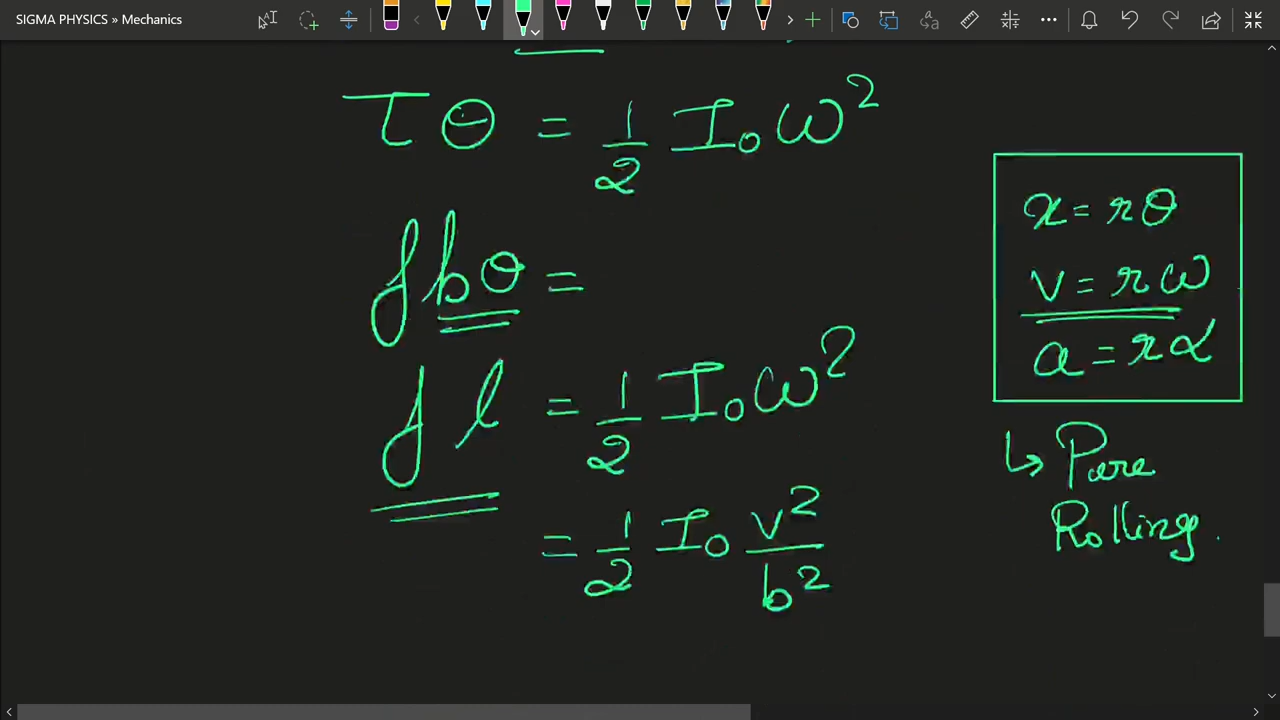 SIGMA PHYSICS » Mechanics
τθ = 1/2 I₀ω²
x = rθ
fbθ =
v = rω
a = rα
fl = 1/2 I₀ω²
↳ Pure
Rolling.
= 1/2 I₀ v²/b²